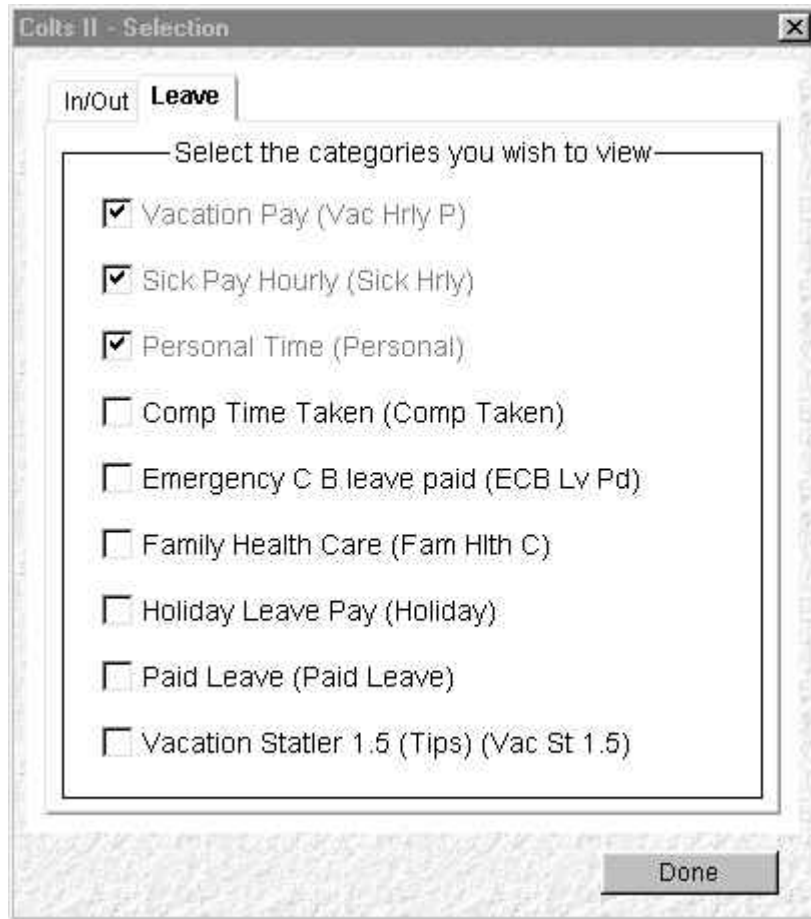 Colts II - Selection
In/Out Leave
Select the categories you wish to view
Vacation Pay (Vac Hrly P)
Sick Pay Hourly (Sick Hrly)
Personal Time (Personal)
Comp Time Taken (Comp Taken)
Emergency C B leave paid (ECB Lv Pd)
Family Health Care (Fam Hlth C)
Holiday Leave Pay (Holiday)
Paid Leave (Paid Leave)
Vacation Statler 1.5 (Tips) (Vac St 1.5)
Done